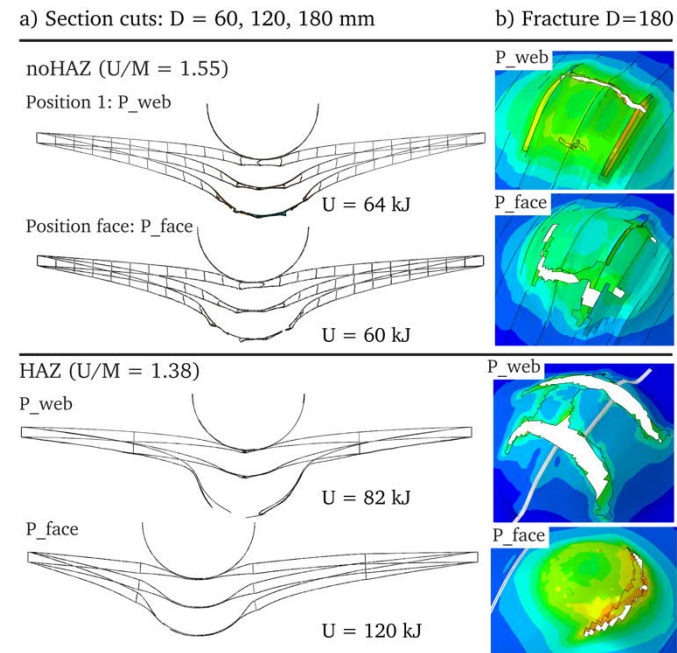 a) Section cuts: D = 60, 120, 180 mm
b) Fracture D=180
noHAZ (U/M = 1.55)
Position 1: P_web
U = 64 kJ
Position face: P_face
U = 60 kJ
P_web
P_face
HAZ (U/M = 1.38)
P_web
U = 82 kJ
P_face
U = 120 kJ
P_web
P_face